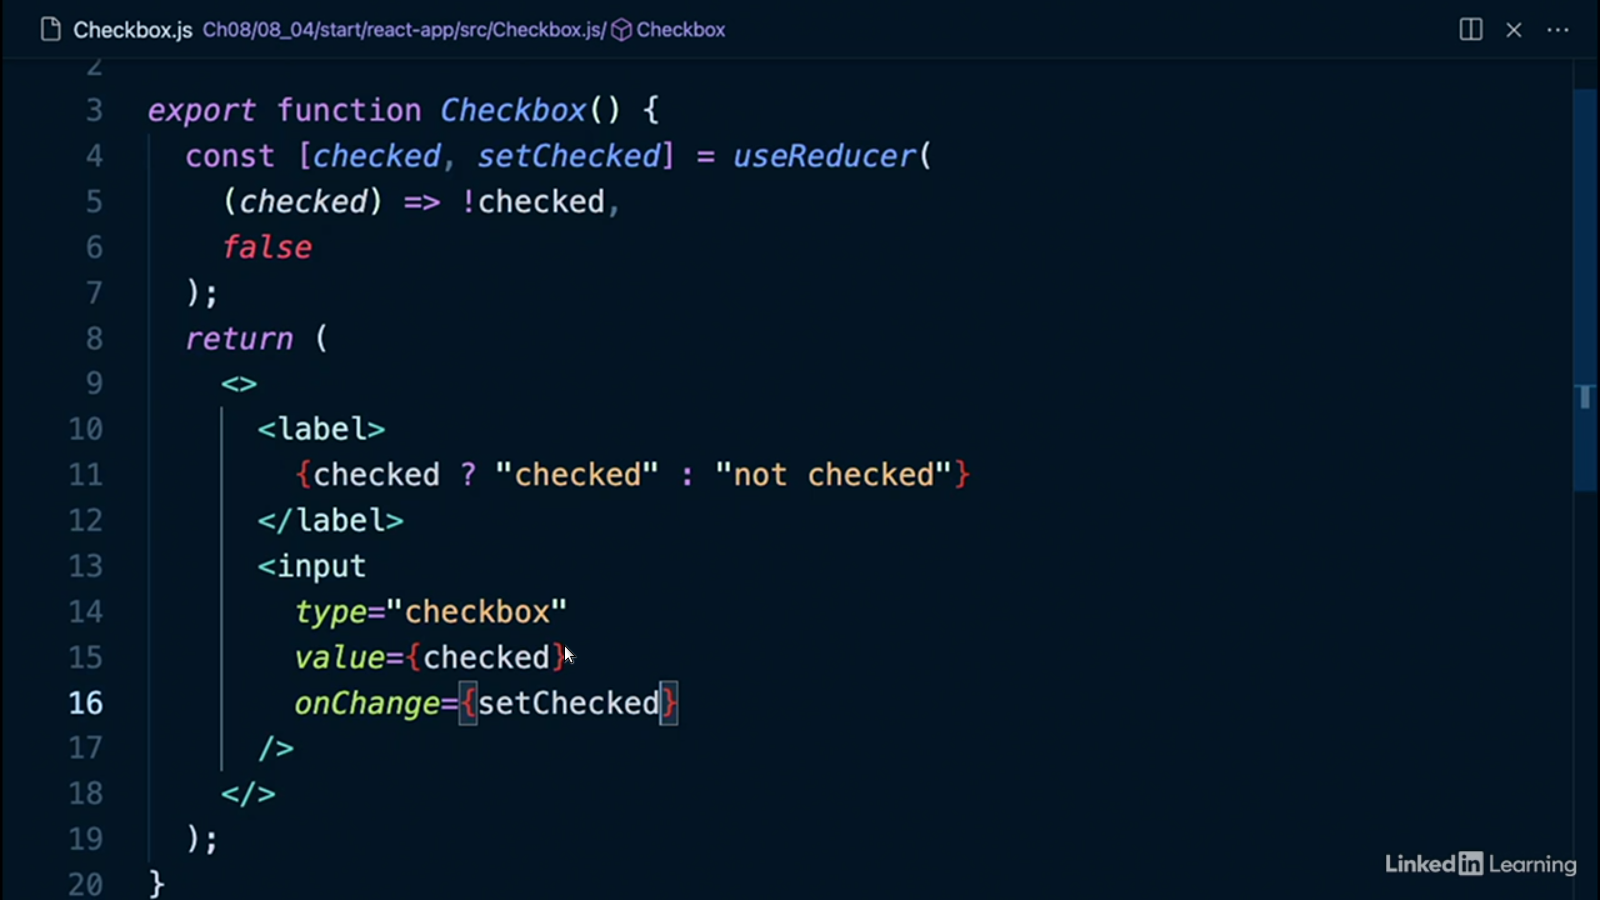 Checkbox.js Ch08/08_04/start/react-app/src/Checkbox.js/ Checkbox
2
3 export function Checkbox() {
4 const [checked, setChecked] = useReducer(
5 (checked) => !checked,
6 false
7 );
8 return (
9 <>
10 <label>
11 {checked ? "checked" : "not checked"}
12 </label>
13 <input
14 type="checkbox"
15 value={checked}
16 onChange={setChecked}
17 />
18 </>
19 );
20 }
LinkedIn Learning